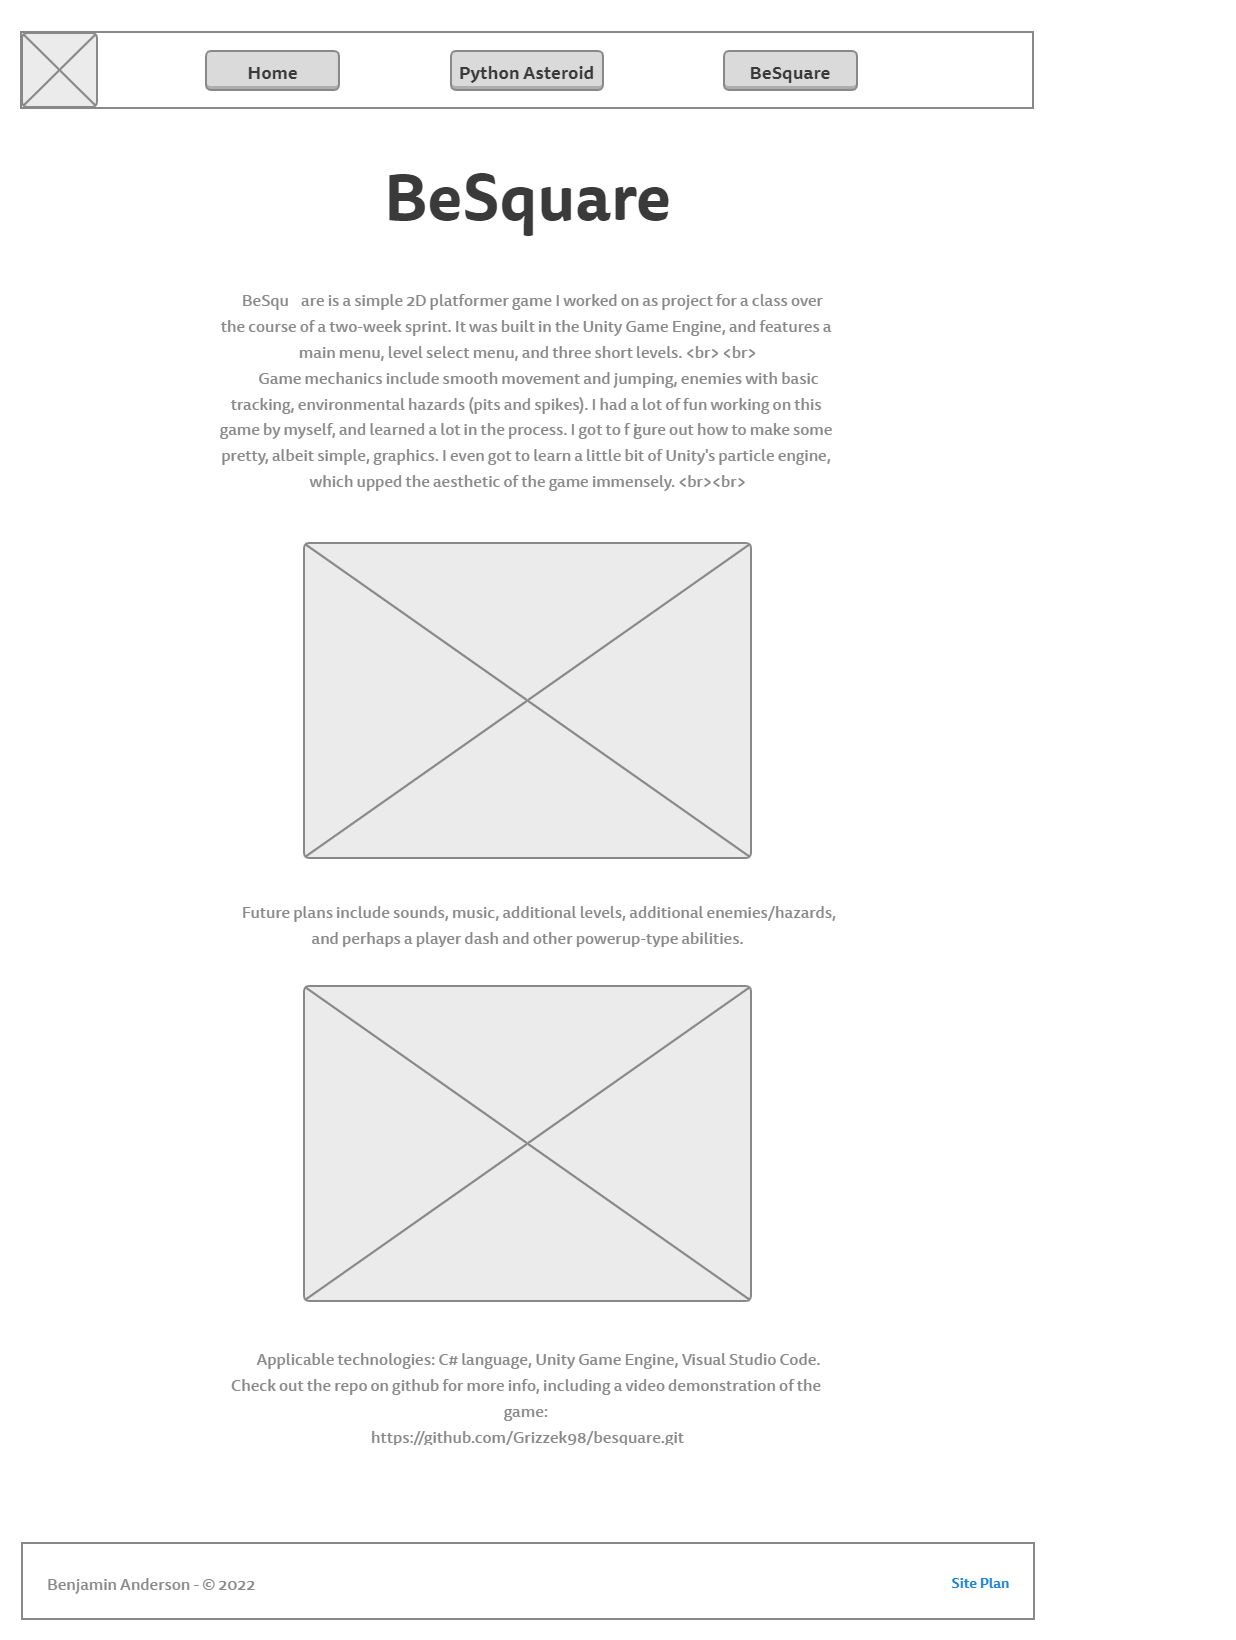 Home
Python Asteroid
BeSquare
BeSquare
BeSqu are is a simple 2D platformer game I worked on as project for a class over
the course of a two-week sprint. It was built in the Unity Game Engine, and features a
main menu, level select menu, and three short levels. <br> <br>
Game mechanics include smooth movement and jumping, enemies with basic
tracking, environmental hazards (pits and spikes). I had a lot of fun working on this
game by myself, and learned a lot in the process. I got to figure out how to make some
pretty, albeit simple, graphics. I even got to learn a little bit of Unity's particle engine,
which upped the aesthetic of the game immensely. <br><br>
Future plans include sounds, music, additional levels, additional enemies/hazards,
and perhaps a player dash and other powerup-type abilities.
Applicable technologies: C# language, Unity Game Engine, Visual Studio Code.
Check out the repo on github for more info, including a video demonstration of the
game:
https://github.com/Grizzek98/besquare.git
Benjamin Anderson - © 2022
Site Plan